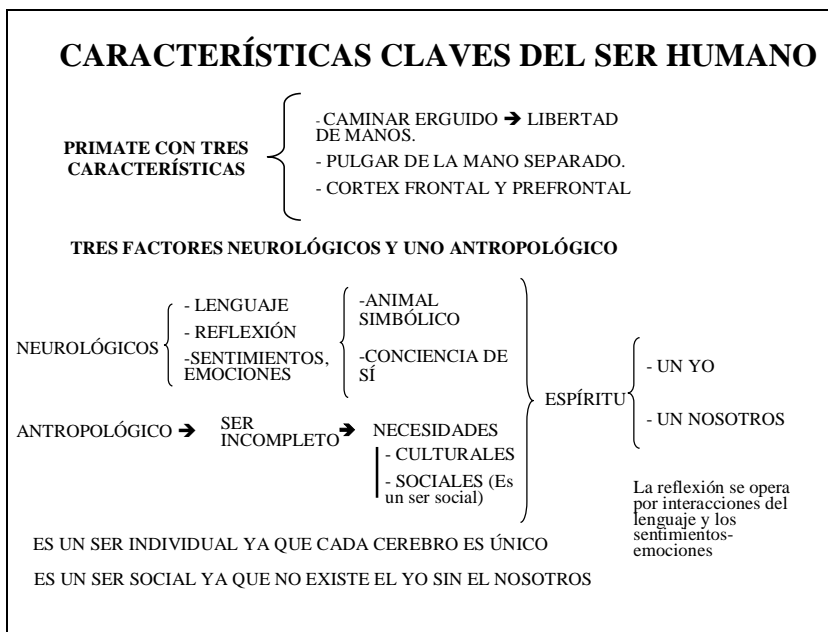 CARACTERÍSTICAS CLAVES DEL SER HUMANO
PRIMATE CON TRES
CARACTERÍSTICAS
- CAMINAR ERGUIDO ➔ LIBERTAD
DE MANOS.
- PULGAR DE LA MANO SEPARADO.
- CORTEX FRONTAL Y PREFRONTAL
TRES FACTORES NEUROLÓGICOS Y UNO ANTROPOLÓGICO
NEUROLÓGICOS
- LENGUAJE
- REFLEXIÓN
-SENTIMIENTOS,
EMOCIONES
-ANIMAL
SIMBÓLICO
-CONCIENCIA DE
SÍ
ANTROPOLÓGICO ➔
SER
INCOMPLETO ➔
NECESIDADES
- CULTURALES
- SOCIALES (Es
un ser social)
ESPÍRITU
- UN YO
- UN NOSOTROS
La reflexión se opera
por interacciones del
lenguaje y los
sentimientos-
emociones
ES UN SER INDIVIDUAL YA QUE CADA CEREBRO ES ÚNICO
ES UN SER SOCIAL YA QUE NO EXISTE EL YO SIN EL NOSOTROS